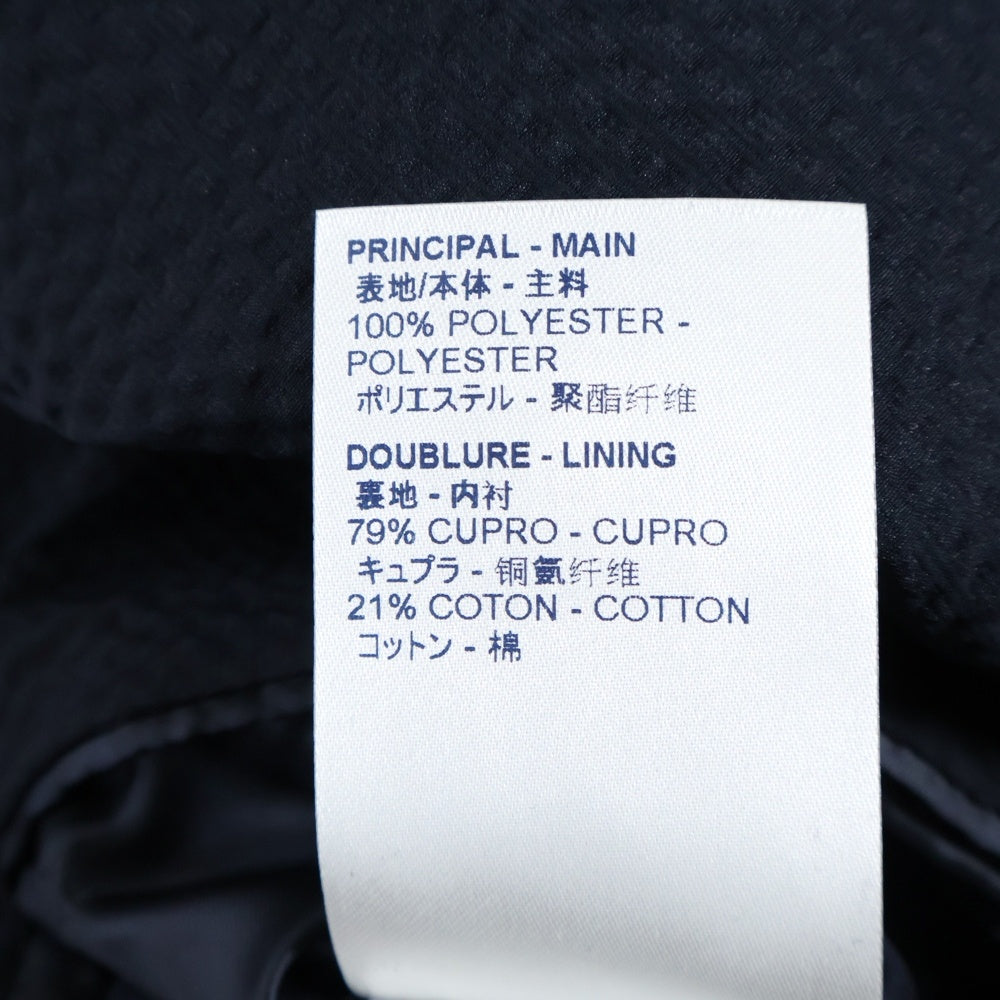 PRINCIPAL - MAIN
表地/本体 - 主料
100% POLYESTER -
POLYESTER
ポリエステル - 聚酯纤维
DOUBLURE - LINING
裏地 - 内衬
79% CUPRO - CUPRO
キュプラ - 铜氨纤维
21% COTON - COTTON
コットン - 棉